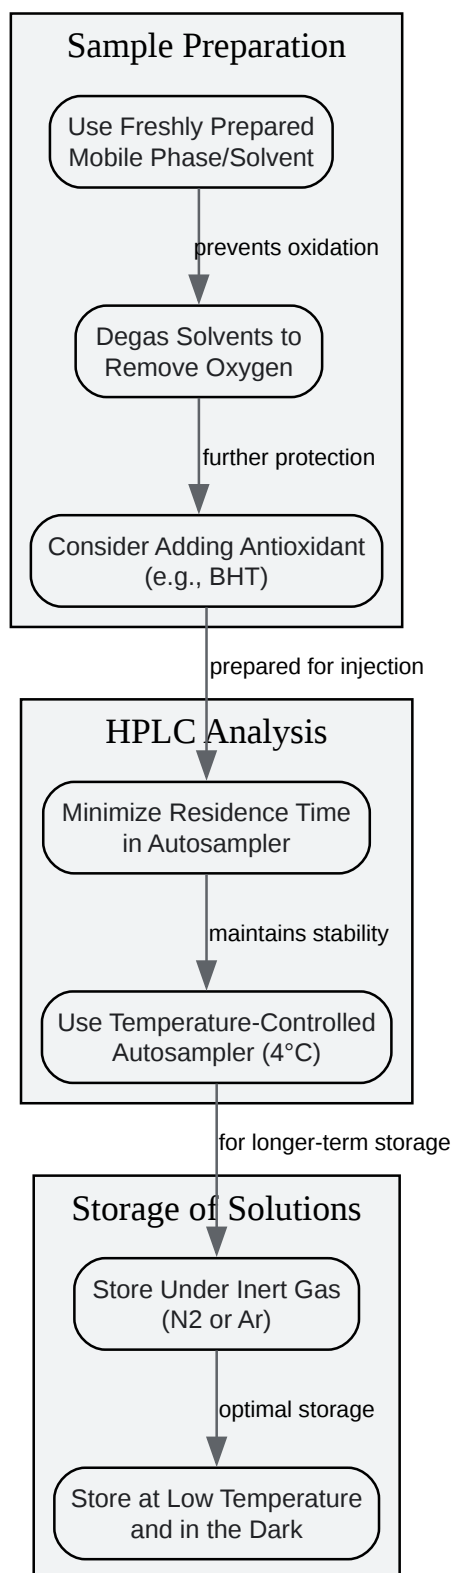 Sample Preparation
Use Freshly Prepared
Mobile Phase/Solvent
prevents oxidation
Degas Solvents to
Remove Oxygen
further protection
Consider Adding Antioxidant
(e.g., BHT)
prepared for injection
HPLC Analysis
Minimize Residence Time
in Autosampler
maintains stability
Use Temperature-Controlled
Autosampler (4°C)
for longer-term storage
Storage of Solutions
Store Under Inert Gas
(N2 or Ar)
optimal storage
Store at Low Temperature
and in the Dark